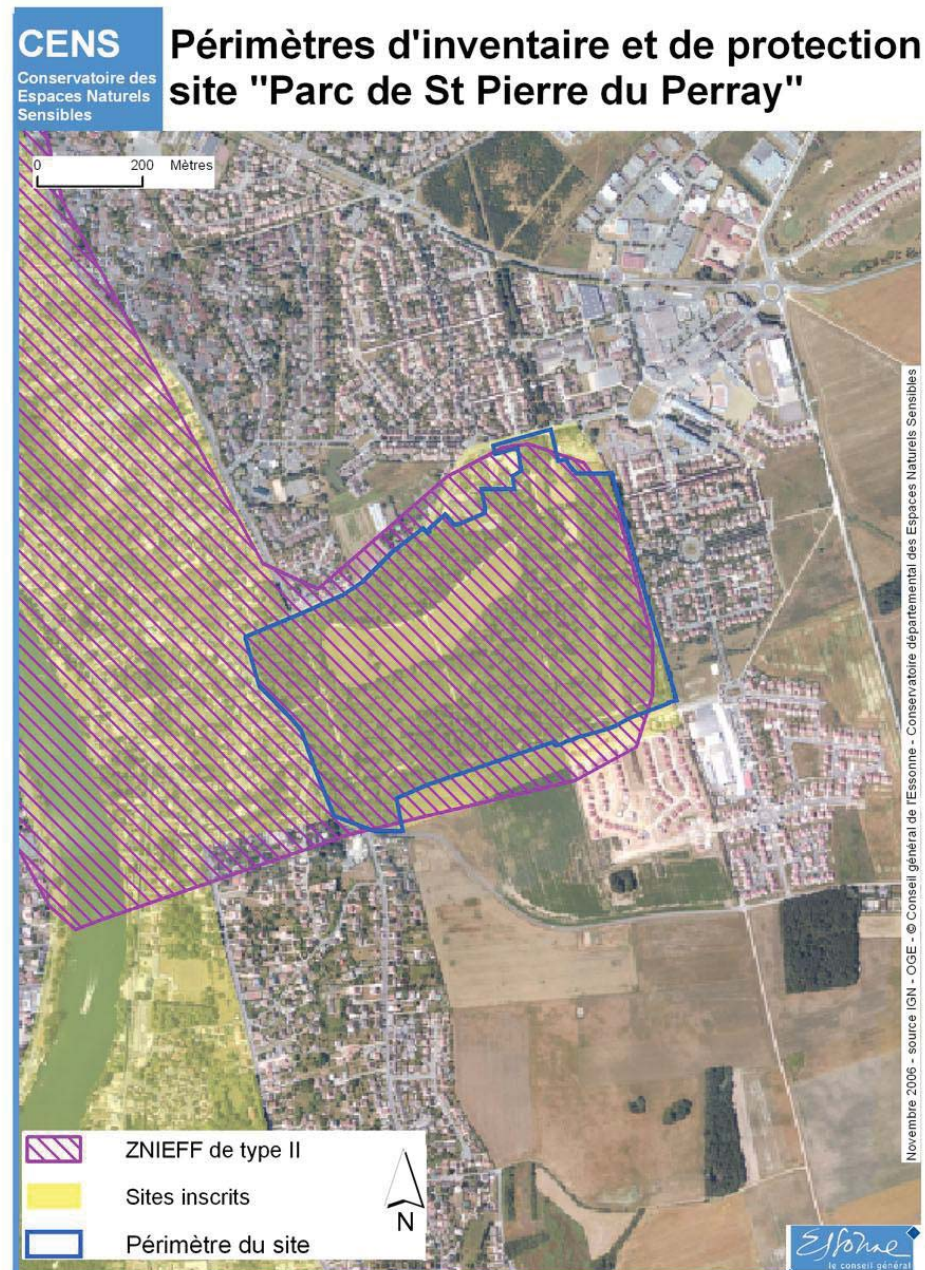 CENS
Conservatoire des
Espaces Naturels
Sensibles
Périmètres d'inventaire et de protection
site "Parc de St Pierre du Perray"
0 200 Mètres
Novembre 2006 - source IGN - OGE - © Conseil général de l'Essonne - Conservatoire départemental des Espaces Naturels Sensibles
ZNIEFF de type II
Sites inscrits
Périmètre du site
N
Essonne
le conseil général